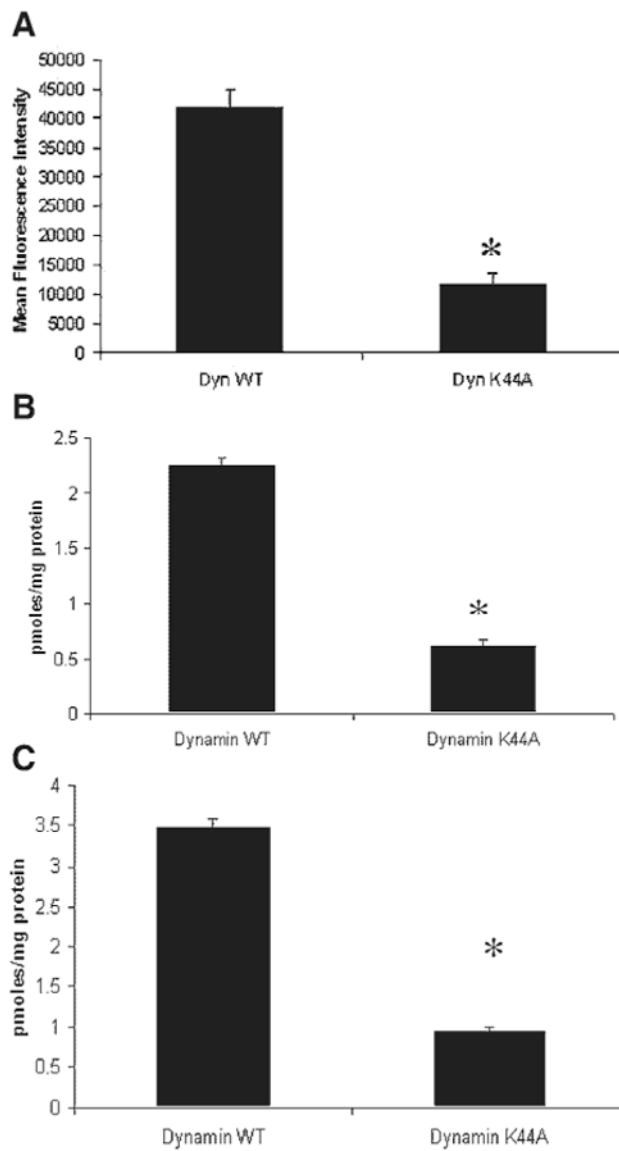 A
Mean Fluorescence Intensity
50000
45000
40000
35000
30000
25000
20000
15000
10000
5000
0
*
Dyn WT
Dyn K44A
B
pmoles/mg protein
2.5
2
1.5
1
0.5
0
*
Dynamin WT
Dynamin K44A
C
pmoles/mg protein
4
3.5
3
2.5
2
1.5
1
0.5
0
*
Dynamin WT
Dynamin K44A